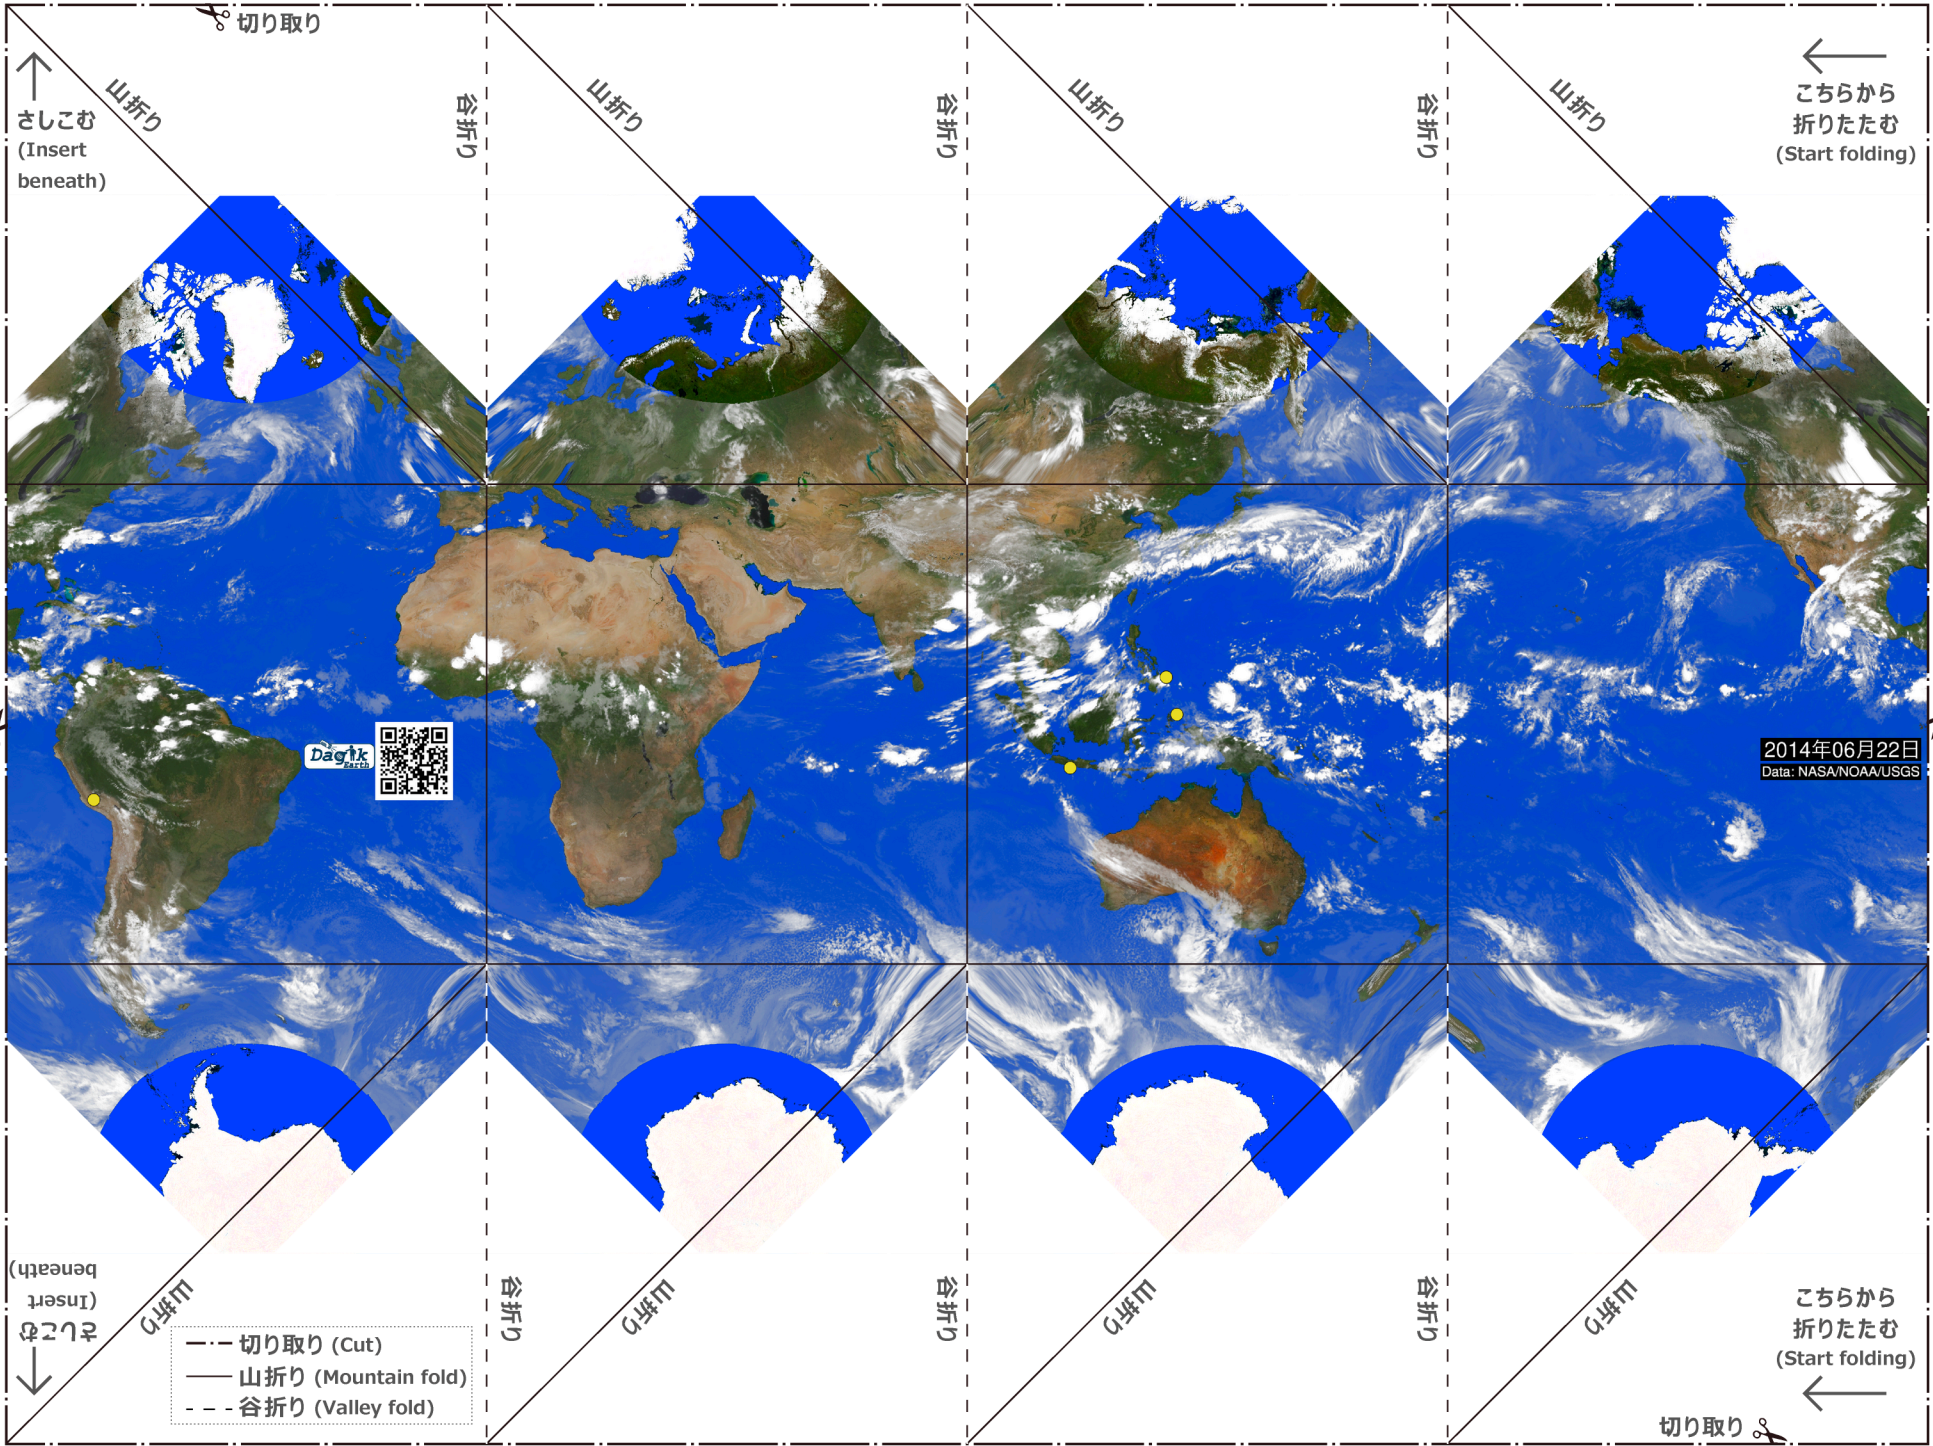 切り取り
山折り
谷折り
山折り
谷折り
山折り
谷折り
山折り
さしこむ
(Insert
beneath)
こちらから
折りたたむ
(Start folding)
Dagik
Earth
2014年06月22日
Data: NASA/NOAA/USGS
さしこむ
(Insert
beneath)
山折り
谷折り
山折り
谷折り
山折り
谷折り
山折り
こちらから
折りたたむ
(Start folding)
切り取り (Cut)
山折り (Mountain fold)
谷折り (Valley fold)
切り取り